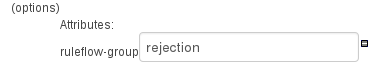 (options)
Attributes:
ruleflow-group rejection